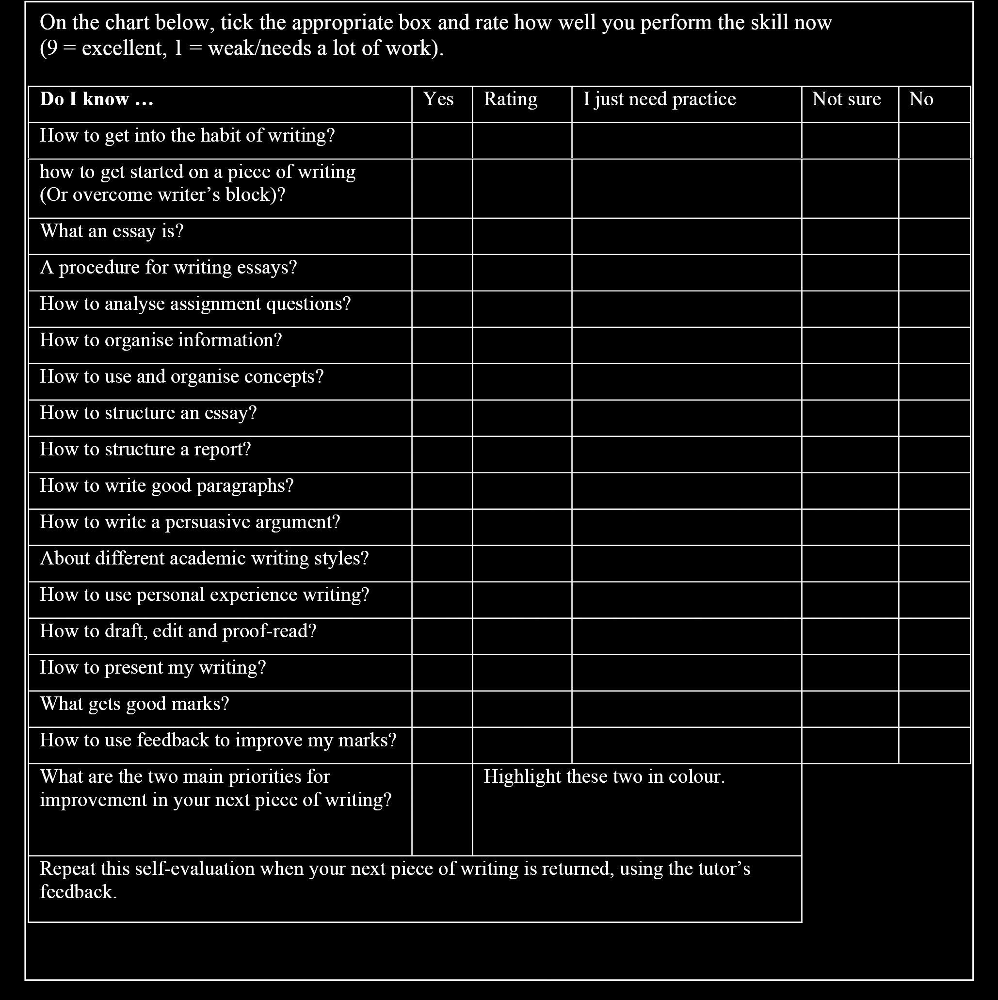 On the chart below, tick the appropriate box and rate how well you perform the skill now
(9 = excellent, 1 = weak/needs a lot of work).
Do I know … Yes Rating I just need practice Not sure No
How to get into the habit of writing?
how to get started on a piece of writing
(Or overcome writer’s block)?
What an essay is?
A procedure for writing essays?
How to analyse assignment questions?
How to organise information?
How to use and organise concepts?
How to structure an essay?
How to structure a report?
How to write good paragraphs?
How to write a persuasive argument?
About different academic writing styles?
How to use personal experience writing?
How to draft, edit and proof-read?
How to present my writing?
What gets good marks?
How to use feedback to improve my marks?
What are the two main priorities for
improvement in your next piece of writing?
Highlight these two in colour.
Repeat this self-evaluation when your next piece of writing is returned, using the tutor’s
feedback.